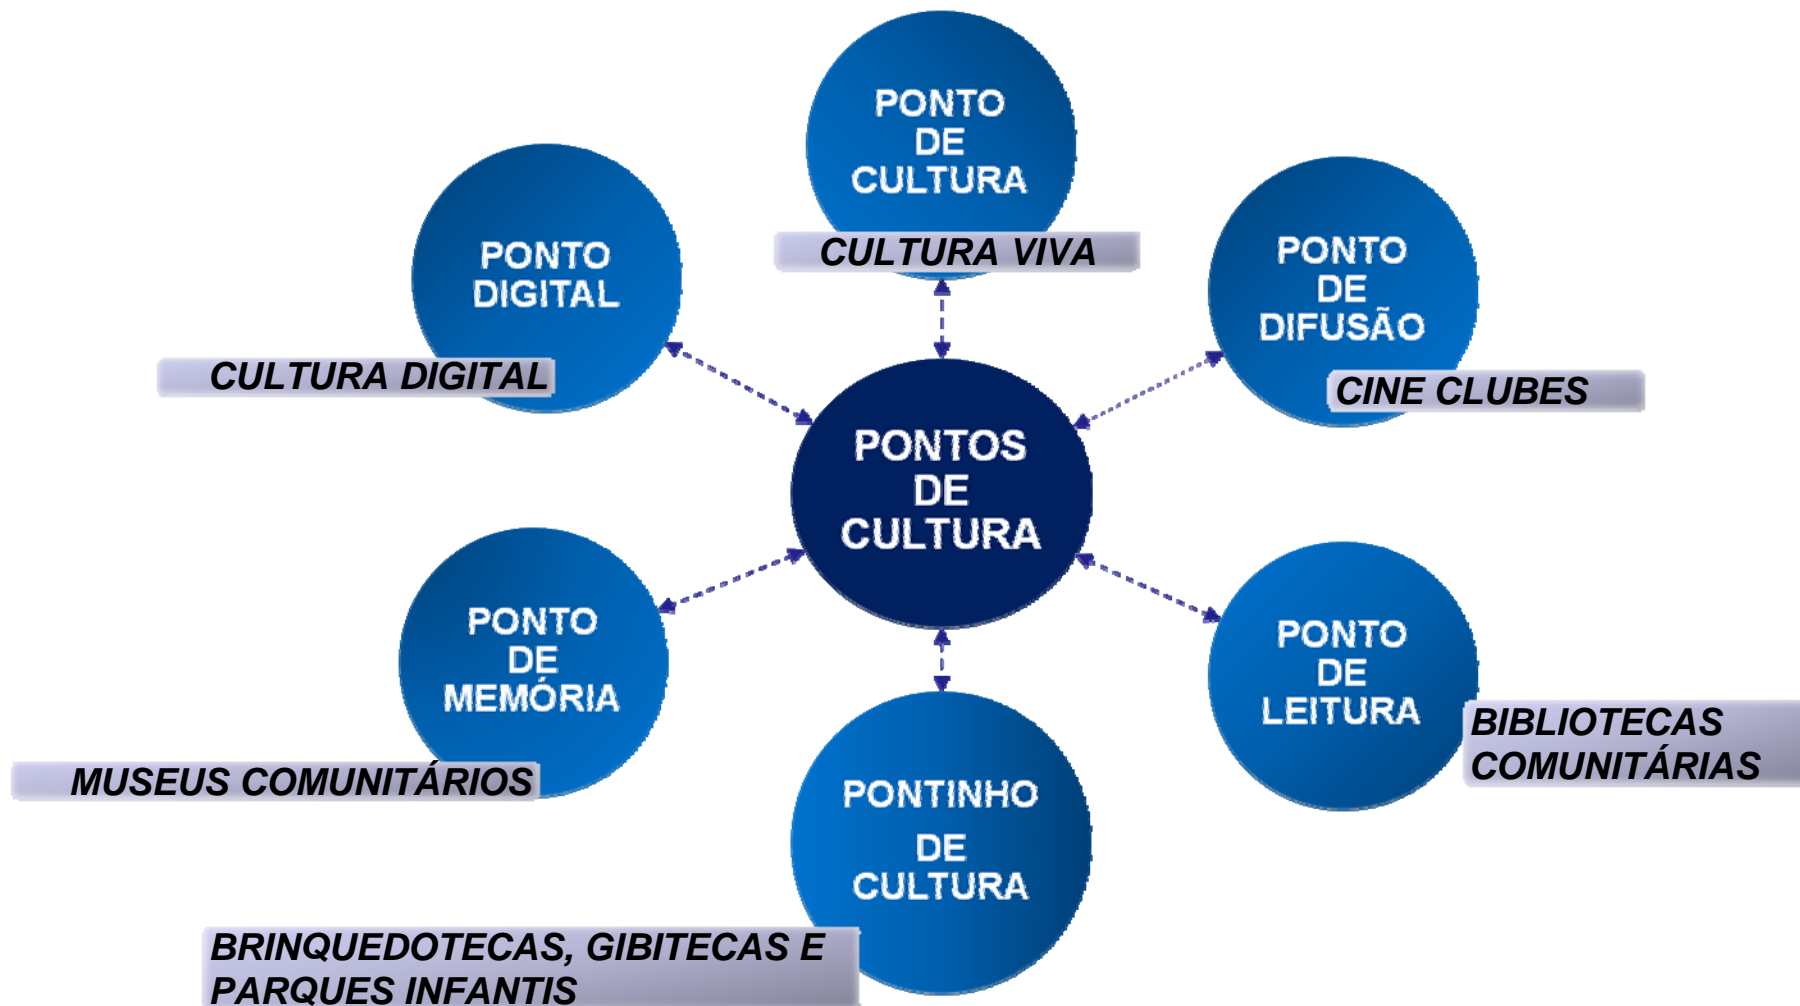 PONTO
DE
CULTURA
CULTURA VIVA
PONTO
DIGITAL
CULTURA DIGITAL
PONTO
DE
DIFUSÃO
CINE CLUBES
PONTOS
DE
CULTURA
PONTO
DE
MEMÓRIA
MUSEUS COMUNITÁRIOS
PONTO
DE
LEITURA
BIBLIOTECAS
COMUNITÁRIAS
PONTINHO
DE
CULTURA
BRINQUEDOTECAS, GIBITECAS E
PARQUES INFANTIS